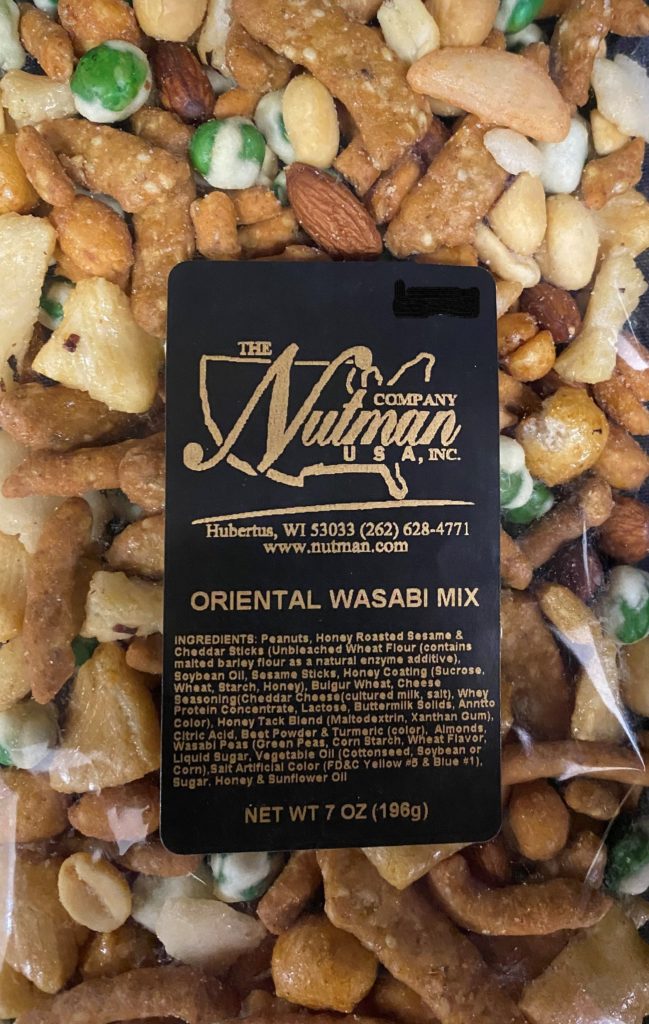 THE
Nutman
COMPANY
USA, INC.
Hubertus, WI 53033 (262) 628-4771
www.nutman.com
ORIENTAL WASABI MIX
INGREDIENTS: Peanuts, Honey Roasted Sesame &
Cheddar Sticks (Unbleached Wheat Flour (contains
malted barley flour as a natural enzyme additive),
Soybean Oil, Sesame Sticks, Honey Coating (Sucrose,
Wheat, Starch, Honey), Bulgur Wheat, Cheese
Seasoning(Cheddar Cheese(cultured milk, salt), Whey
Protein Concentrate, Lactose, Buttermilk Solids, Anntto
Color), Honey Tack Blend (Maltodextrin, Xanthan Gum),
Citric Acid, Beet Powder & Turmeric (color), Almonds,
Wasabi Peas (Green Peas, Corn Starch, Wheat Flavor,
Liquid Sugar, Vegetable Oil (Cottonseed, Soybean or
Corn),Salt Artificial Color (FD&C Yellow #5 & Blue #1),
Sugar, Honey & Sunflower Oil
NET WT 7 OZ (196g)